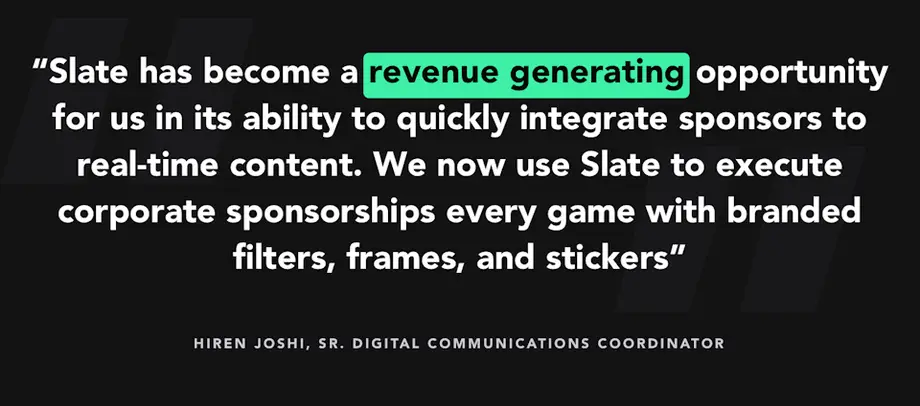 “Slate has become a revenue generating opportunity
for us in its ability to quickly integrate sponsors to
real-time content. We now use Slate to execute
corporate sponsorships every game with branded
filters, frames, and stickers”
HIREN JOSHI, SR. DIGITAL COMMUNICATIONS COORDINATOR